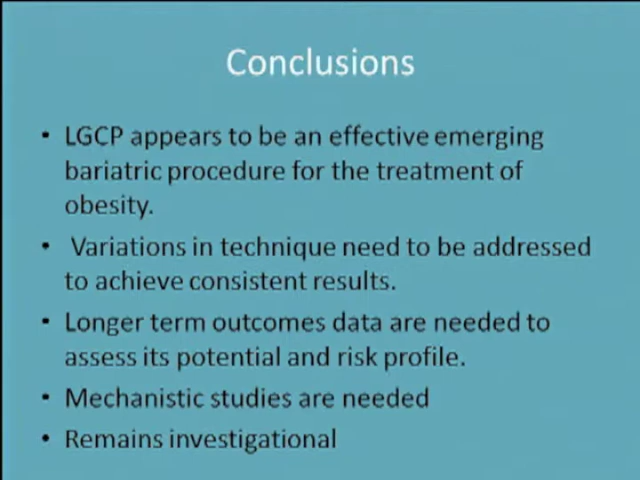 Conclusions
• LGCP appears to be an effective emerging
bariatric procedure for the treatment of
obesity.
• Variations in technique need to be addressed
to achieve consistent results.
• Longer term outcomes data are needed to
assess its potential and risk profile.
• Mechanistic studies are needed
• Remains investigational